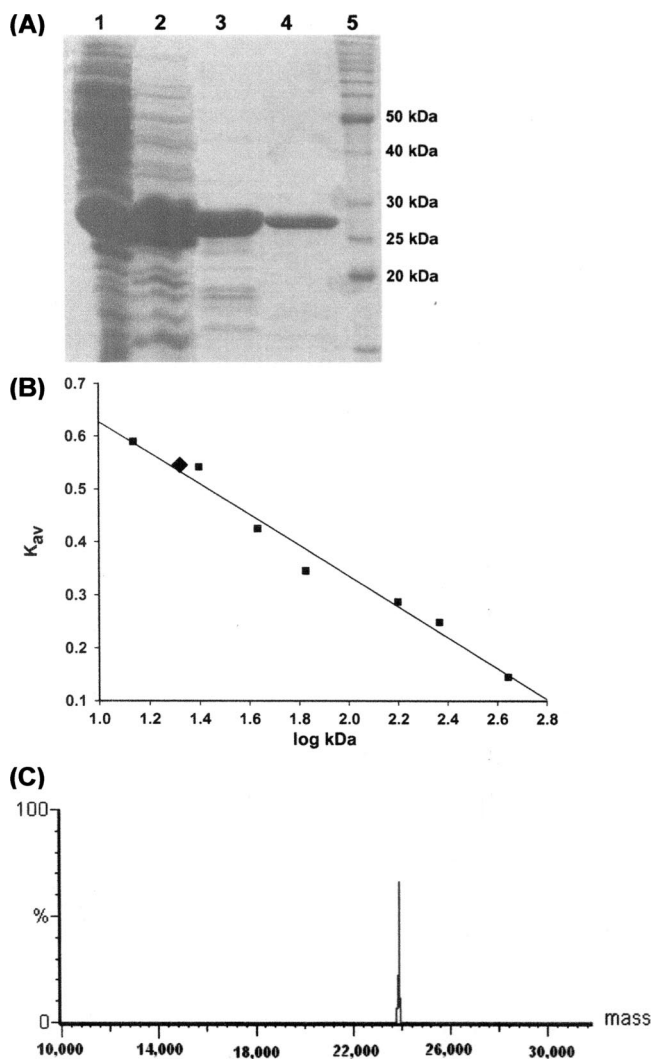 (A) 1 2 3 4 5
50 kDa
40 kDa
30 kDa
25 kDa
20 kDa
(B)
0.7
0.6
0.5
0.4
0.3
0.2
0.1
Kav
1.0 1.2 1.4 1.6 1.8 2.0 2.2 2.4 2.6 2.8
log kDa
(C)
100
%
0
mass
10,000 14,000 18,000 22,000 26,000 30,000